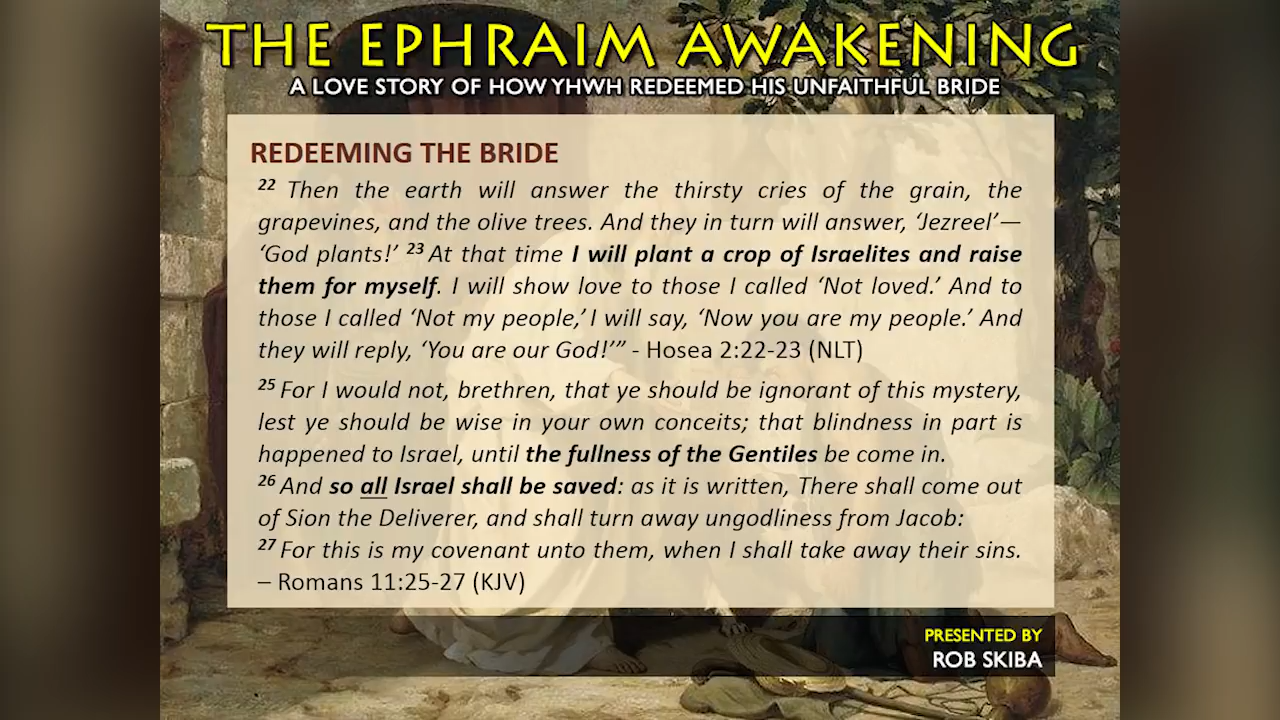 THE EPHRAIM AWAKENING
A LOVE STORY OF HOW YHWH REDEEMED HIS UNFAITHFUL BRIDE
REDEEMING THE BRIDE
22 Then the earth will answer the thirsty cries of the grain, the
grapevines, and the olive trees. And they in turn will answer, ‘Jezreel’—
‘God plants!’ 23 At that time I will plant a crop of Israelites and raise
them for myself. I will show love to those I called ‘Not loved.’ And to
those I called ‘Not my people,’ I will say, ‘Now you are my people.’ And
they will reply, ‘You are our God!’” - Hosea 2:22-23 (NLT)
25 For I would not, brethren, that ye should be ignorant of this mystery,
lest ye should be wise in your own conceits; that blindness in part is
happened to Israel, until the fullness of the Gentiles be come in.
26 And so all Israel shall be saved: as it is written, There shall come out
of Sion the Deliverer, and shall turn away ungodliness from Jacob:
27 For this is my covenant unto them, when I shall take away their sins.
– Romans 11:25-27 (KJV)
PRESENTED BY
ROB SKIBA